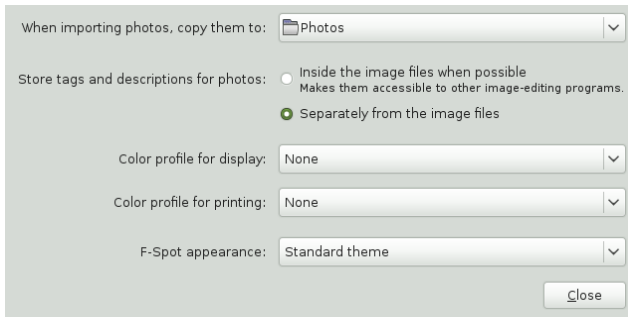 When importing photos, copy them to: Photos
Store tags and descriptions for photos: Inside the image files when possible
Makes them accessible to other image-editing programs.
Separately from the image files
Color profile for display: None
Color profile for printing: None
F-Spot appearance: Standard theme
Close